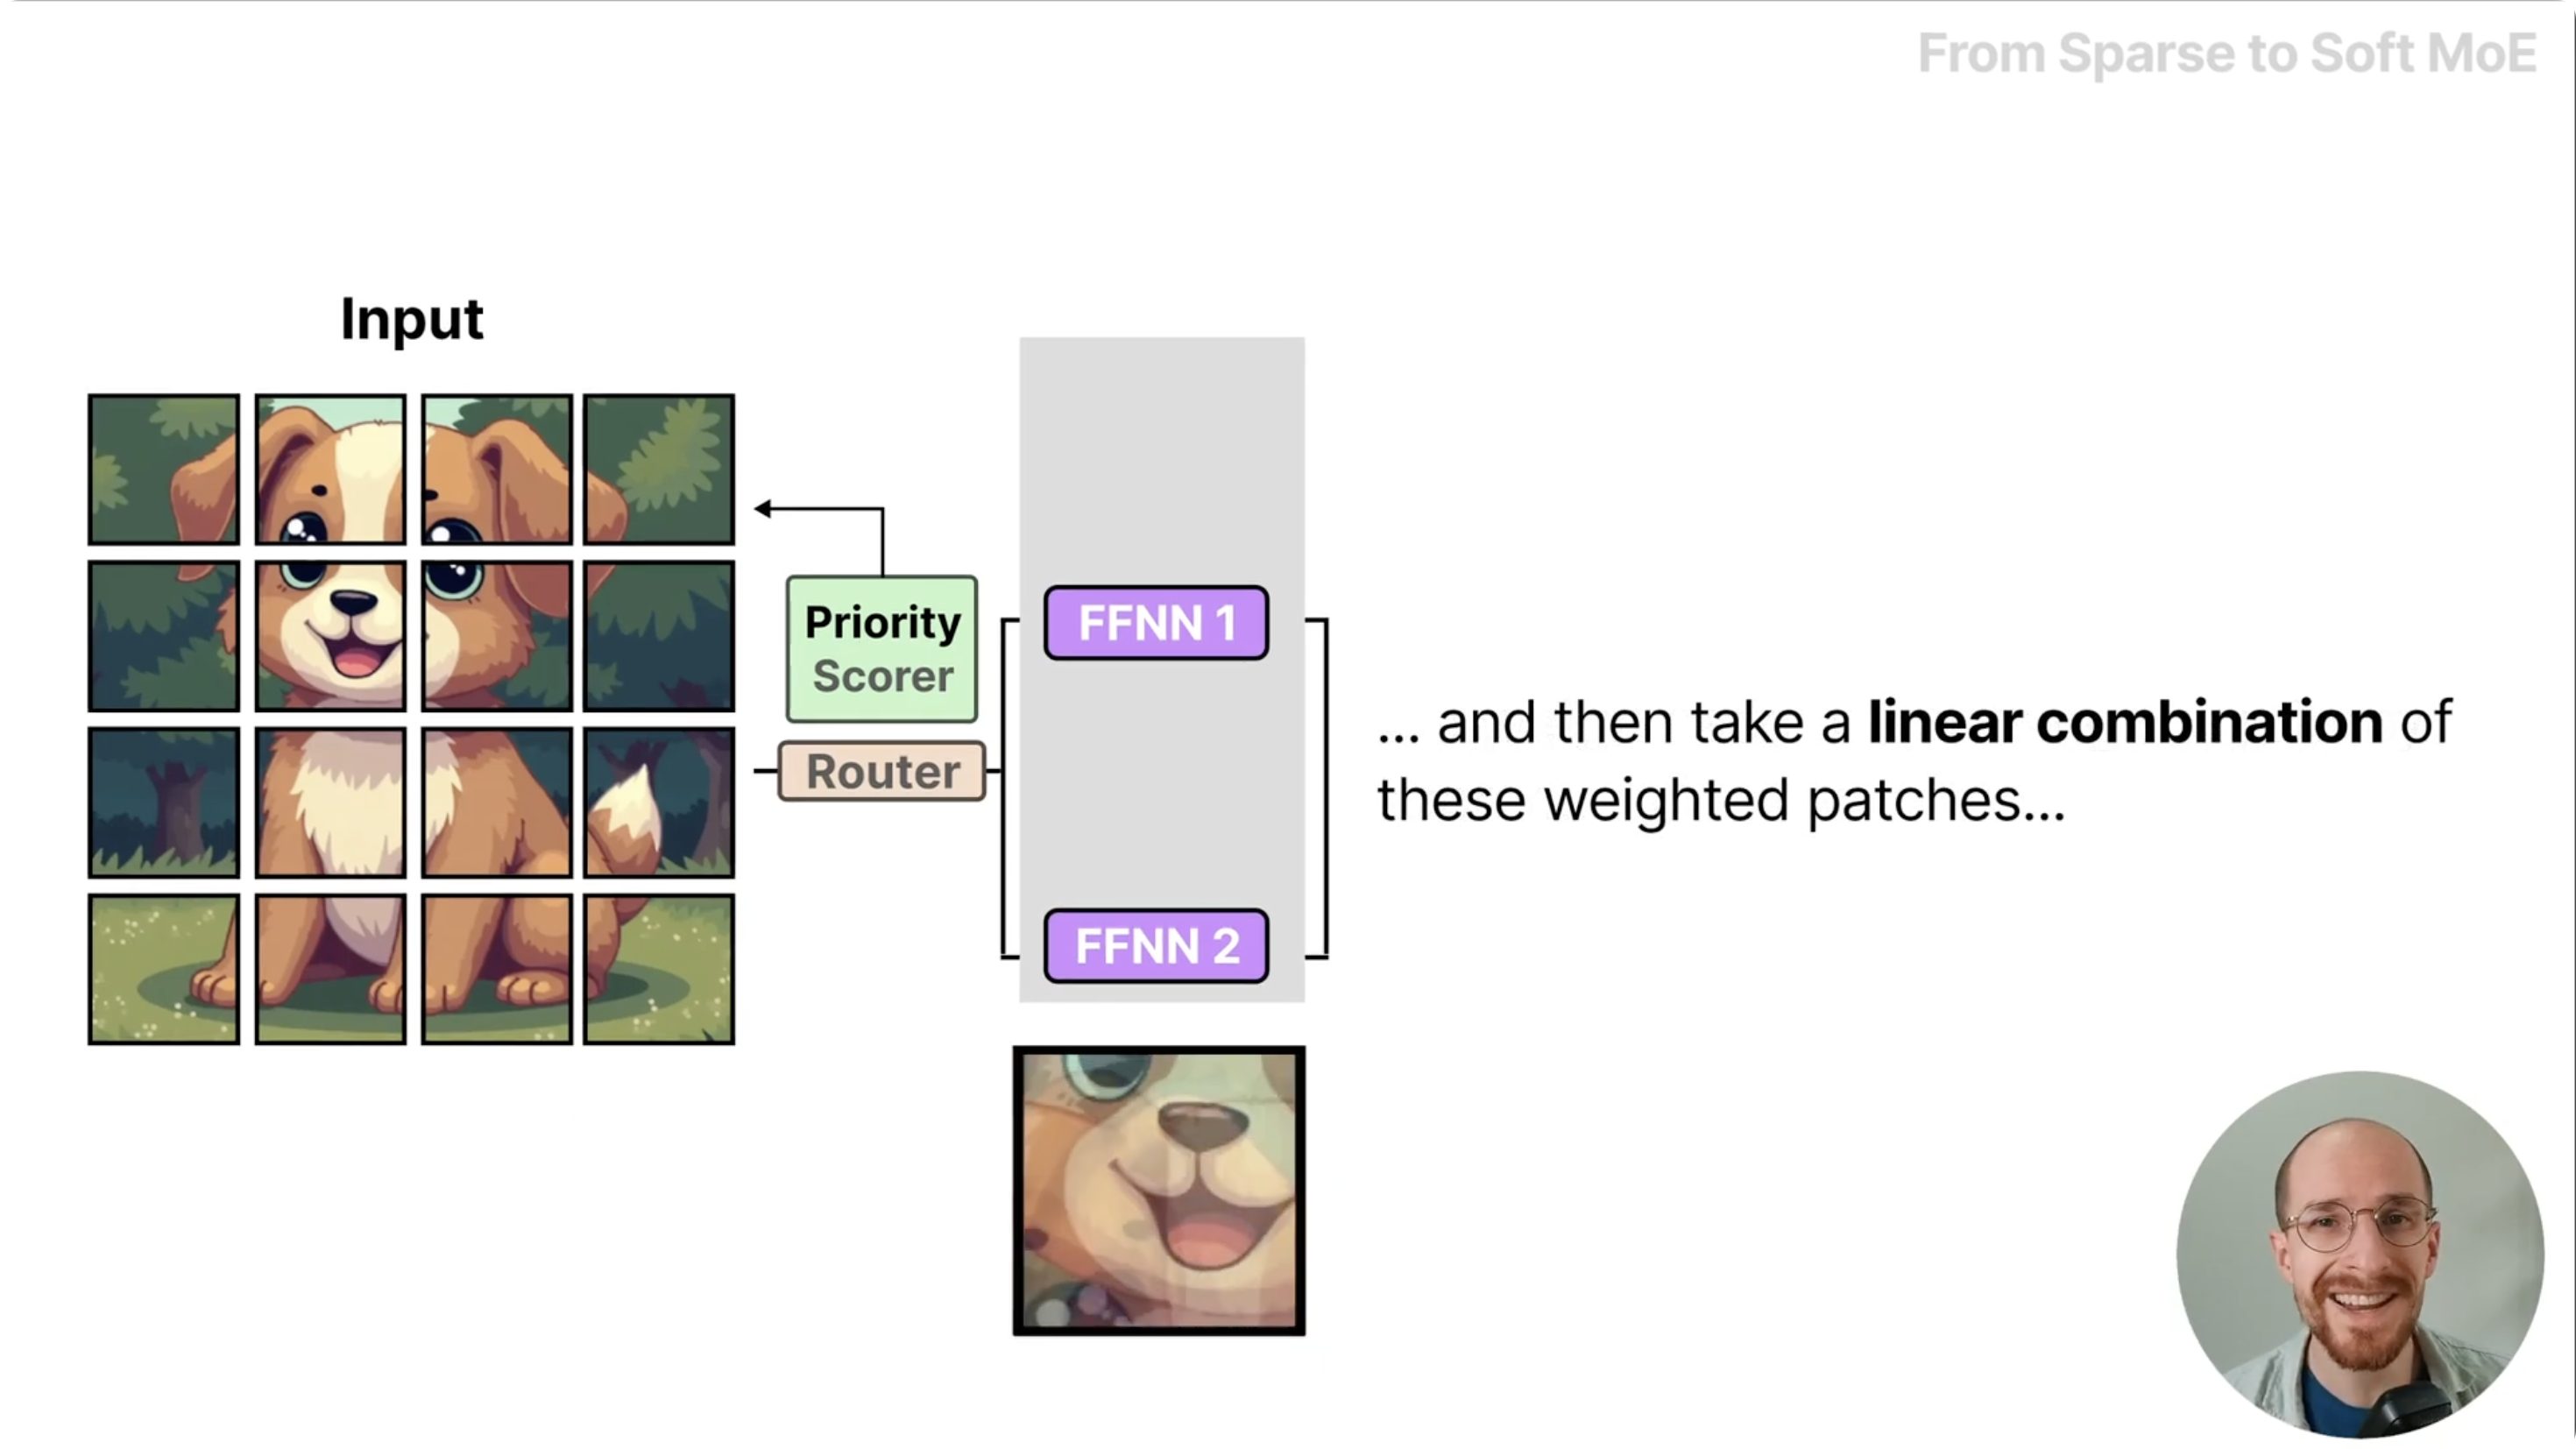 From Sparse to Soft MoE
Input
Priority
Scorer
Router
FFNN 1
FFNN 2
... and then take a linear combination of
these weighted patches...